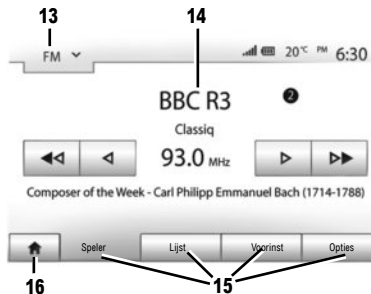 13 14
FM 20°C PM 6:30
BBC R3 2
Classiq
93.0 MHz
Composer of the Week - Carl Philipp Emmanuel Bach (1714-1788)
Speler Lijst Voorinst Opties
16 15